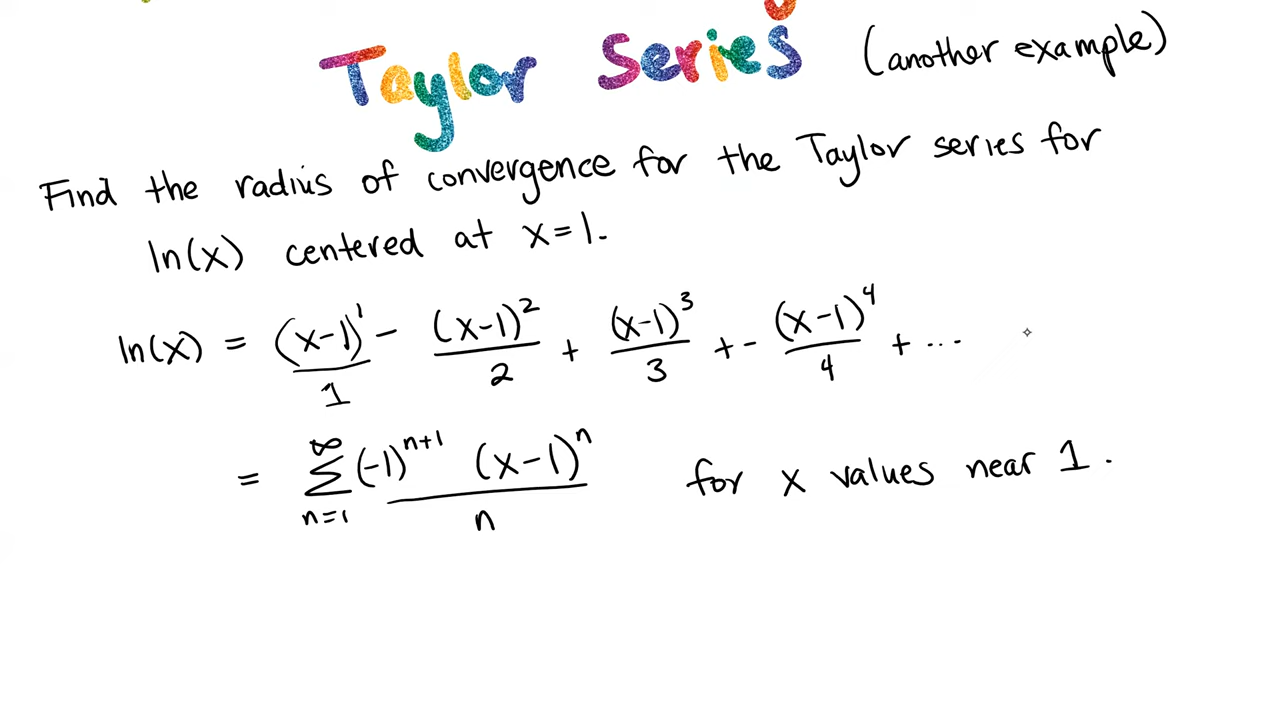 Taylor Series (another example)
Find the radius of convergence for the Taylor series for
ln(x) centered at x=1.
ln(x) = (x-1)^1/1 - (x-1)^2/2 + (x-1)^3/3 + - (x-1)^4/4 + ...
= ∑_{n=1}^{∞} (-1)^{n+1} (x-1)^n/n for x values near 1.